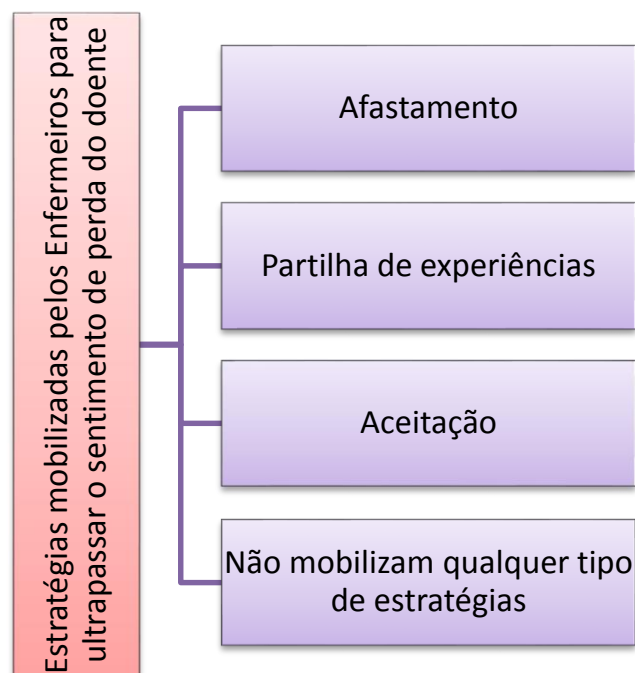 Estratégias mobilizadas pelos Enfermeiros para
ultrapassar o sentimento de perda do doente
Afastamento
Partilha de experiências
Aceitação
Não mobilizam qualquer tipo
de estratégias